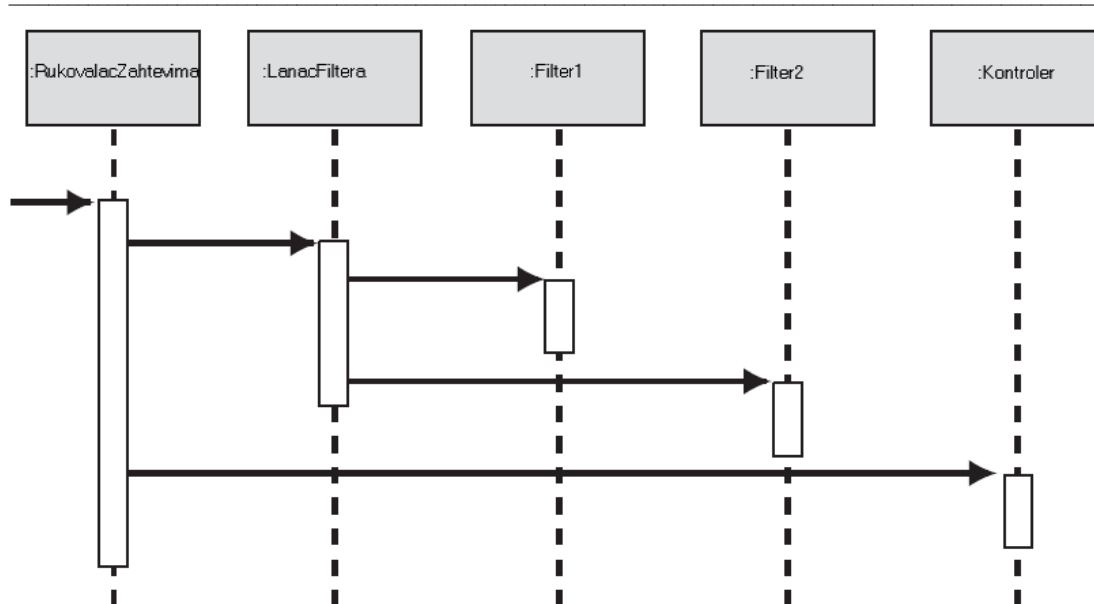 :RukovalacZahtevima
:LanacFiltera
:Filter1
:Filter2
:Kontroler